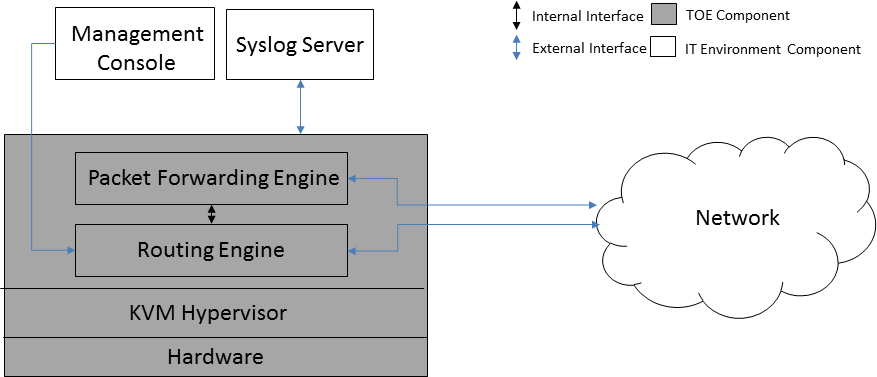 Management
Console
Syslog Server
Internal Interface
TOE Component
External Interface
IT Environment Component
Packet Forwarding Engine
Routing Engine
Network
KVM Hypervisor
Hardware